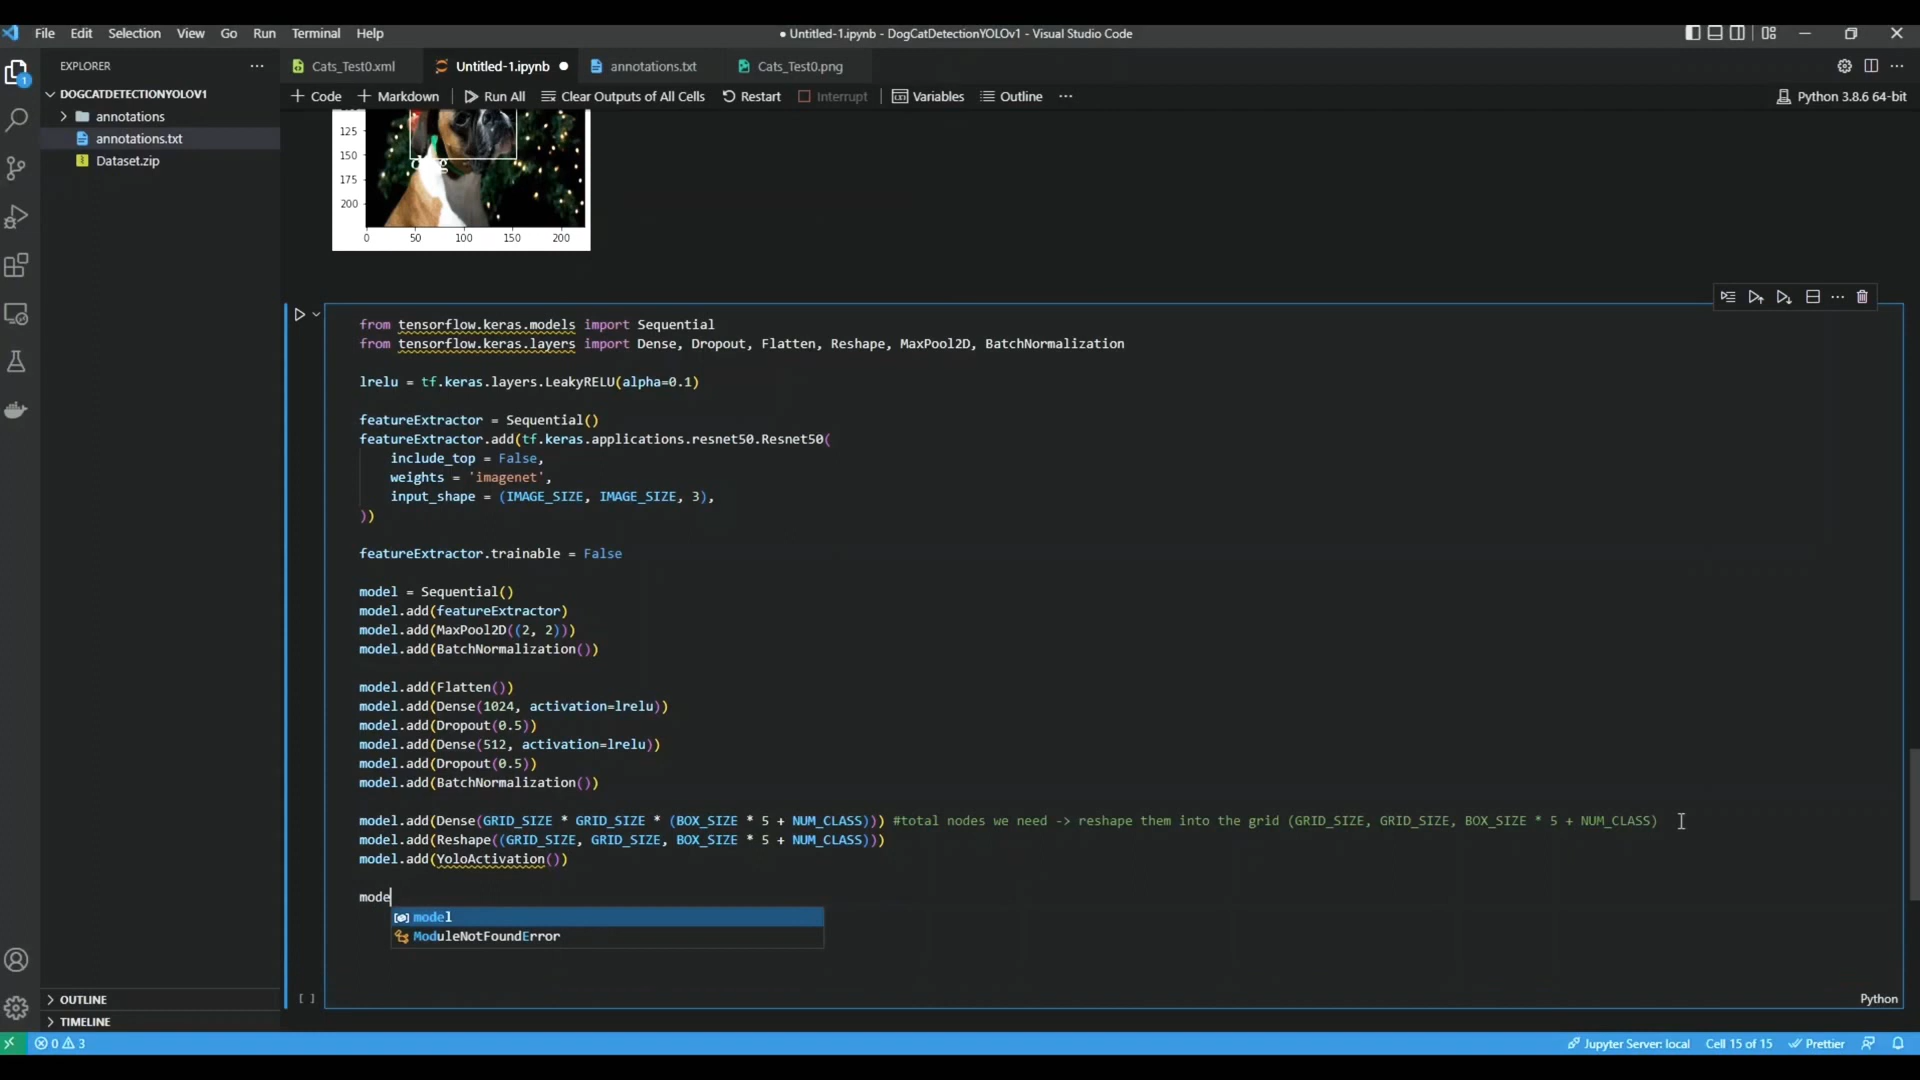 File Edit Selection View Go Run Terminal Help
● Untitled-1.ipynb - DogCatDetectionYOLOv1 - Visual Studio Code
EXPLORER
Cats_Test0.xml
Untitled-1.ipynb
annotations.txt
Cats_Test0.png
DOGCATDETECTIONYOLOV1
annotations
annotations.txt
Dataset.zip
+ Code + Markdown Run All Clear Outputs of All Cells Restart Interrupt Variables Outline ...
Python 3.8.6 64-bit
125
150
175
200
dog
0 50 100 150 200
from tensorflow.keras.models import Sequential
from tensorflow.keras.layers import Dense, Dropout, Flatten, Reshape, MaxPool2D, BatchNormalization
lrelu = tf.keras.layers.LeakyRELU(alpha=0.1)
featureExtractor = Sequential()
featureExtractor.add(tf.keras.applications.resnet50.Resnet50(
include_top = False,
weights = 'imagenet',
input_shape = (IMAGE_SIZE, IMAGE_SIZE, 3),
))
featureExtractor.trainable = False
model = Sequential()
model.add(featureExtractor)
model.add(MaxPool2D((2, 2)))
model.add(BatchNormalization())
model.add(Flatten())
model.add(Dense(1024, activation=lrelu))
model.add(Dropout(0.5))
model.add(Dense(512, activation=lrelu))
model.add(Dropout(0.5))
model.add(BatchNormalization())
model.add(Dense(GRID_SIZE * GRID_SIZE * (BOX_SIZE * 5 + NUM_CLASS))) #total nodes we need -> reshape them into the grid (GRID_SIZE, GRID_SIZE, BOX_SIZE * 5 + NUM_CLASS)
model.add(Reshape((GRID_SIZE, GRID_SIZE, BOX_SIZE * 5 + NUM_CLASS)))
model.add(YoloActivation())
mode
model
ModuleNotFoundError
[ ]
Python
OUTLINE
TIMELINE
0 3
Jupyter Server: local Cell 15 of 15 Prettier
1